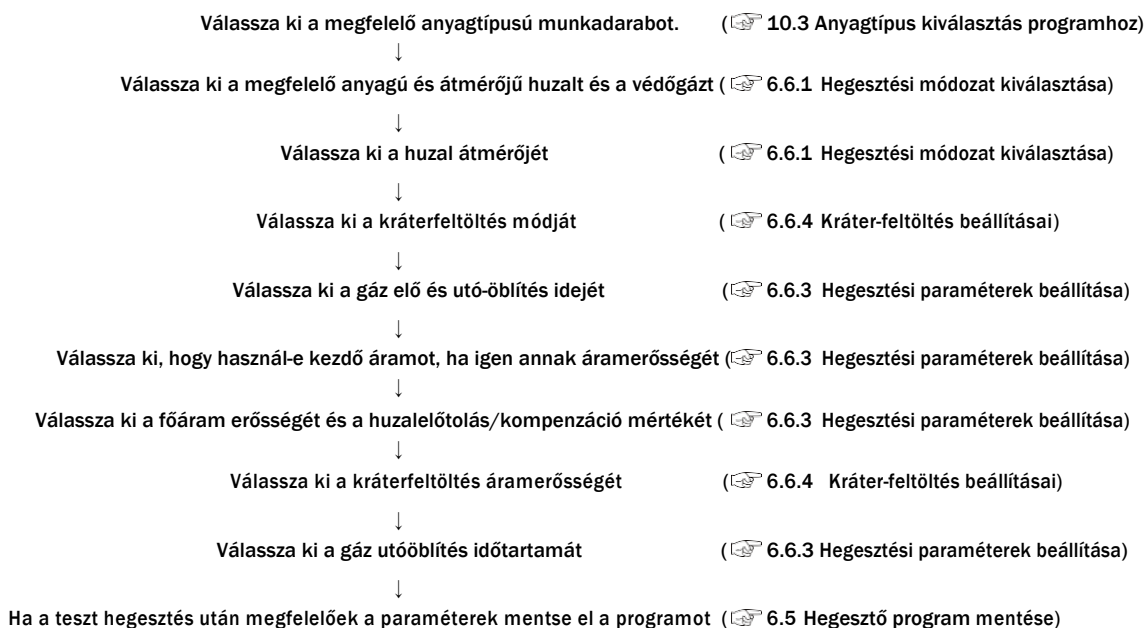 Válassza ki a megfelelő anyagtípusú munkadarabot. (☞ 10.3 Anyagtípus kiválasztás programhoz)
↓
Válassza ki a megfelelő anyagú és átmérőjű huzalt és a védőgázt (☞ 6.6.1 Hegesztési módozat kiválasztása)
↓
Válassza ki a huzal átmérőjét (☞ 6.6.1 Hegesztési módozat kiválasztása)
↓
Válassza ki a kráterfeltöltés módját (☞ 6.6.4 Kráter-feltöltés beállításai)
↓
Válassza ki a gáz elő és utó-öblítés idejét (☞ 6.6.3 Hegesztési paraméterek beállítása)
↓
Válassza ki, hogy használ-e kezdő áramot, ha igen annak áramerősségét (☞ 6.6.3 Hegesztési paraméterek beállítása)
↓
Válassza ki a főáram erősségét és a huzalelőtolás/kompenzáció mértékét (☞ 6.6.3 Hegesztési paraméterek beállítása)
↓
Válassza ki a kráterfeltöltés áramerősségét (☞ 6.6.4 Kráter-feltöltés beállításai)
↓
Válassza ki a gáz utóöblítés időtartamát (☞ 6.6.3 Hegesztési paraméterek beállítása)
↓
Ha a teszt hegesztés után megfelelőek a paraméterek mentse el a programot (☞ 6.5 Hegesztő program mentése)